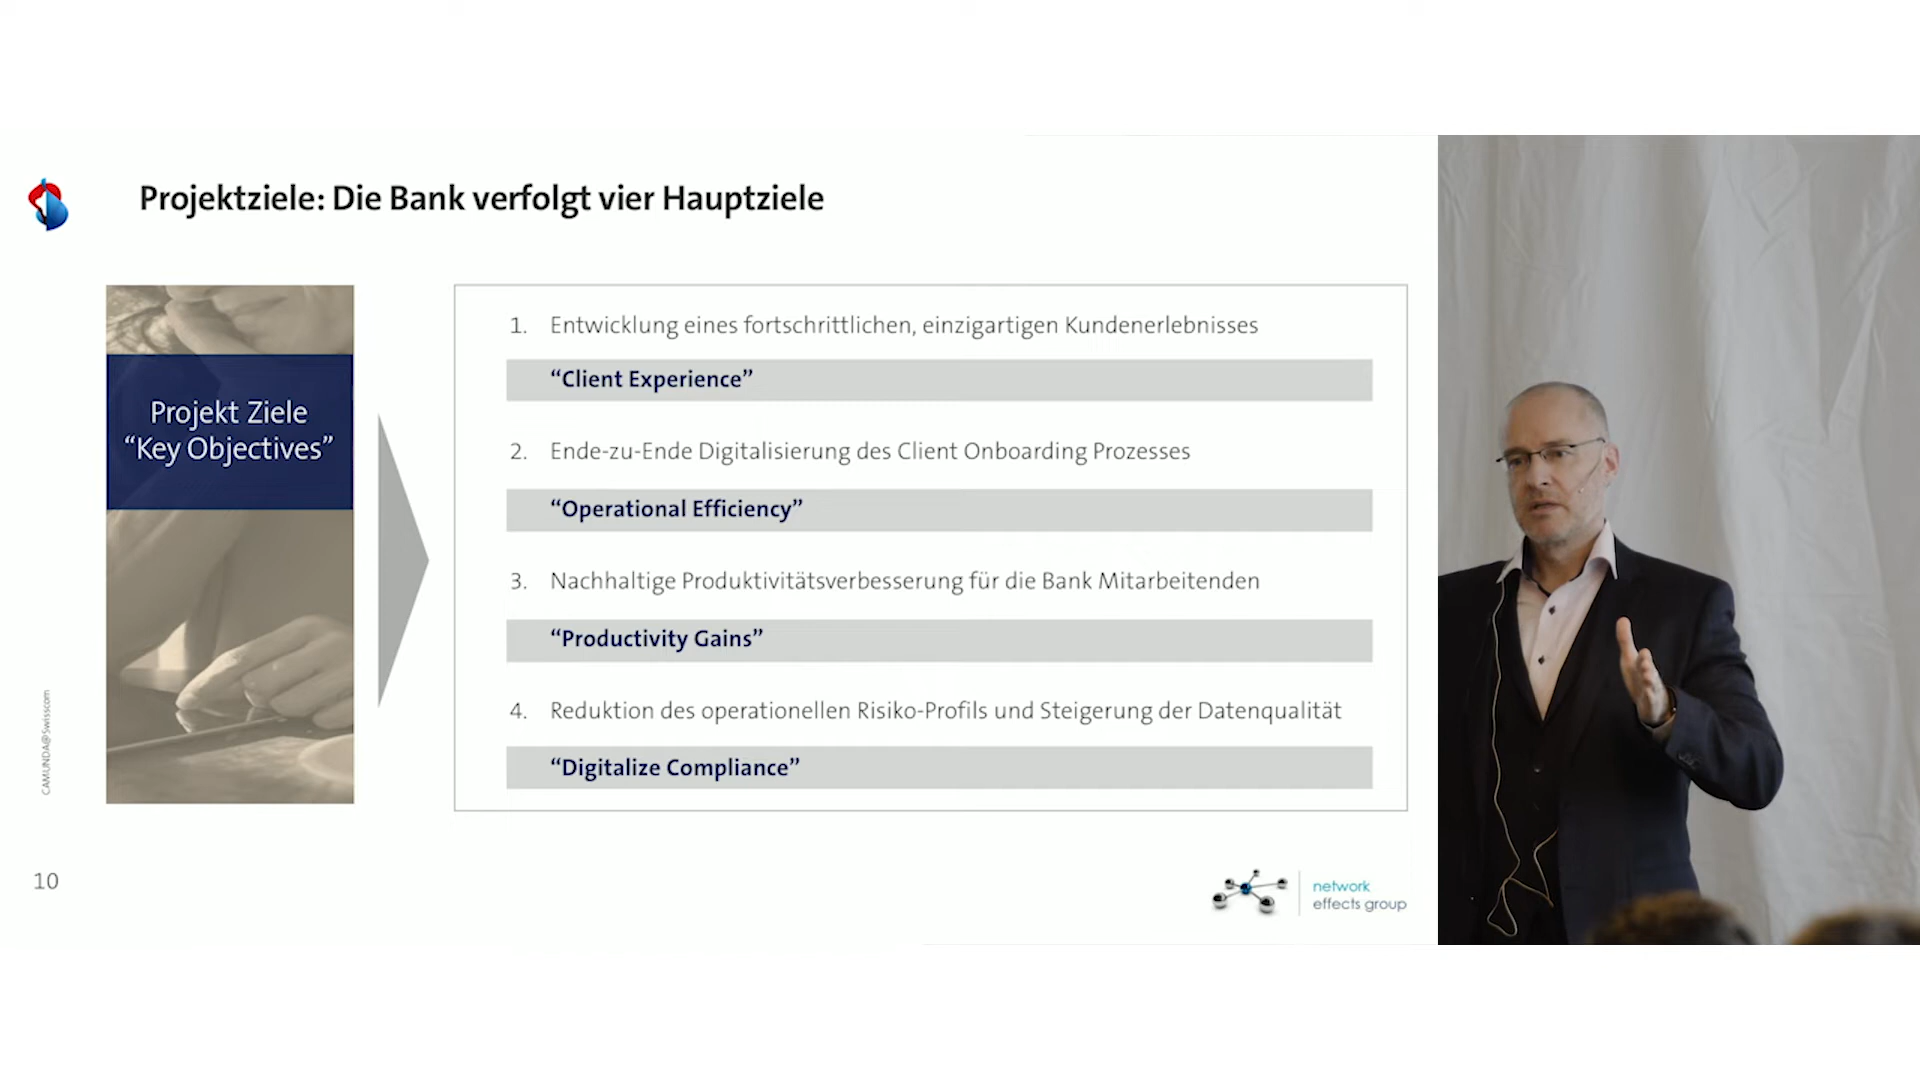 Projektziele: Die Bank verfolgt vier Hauptziele
Projekt Ziele
“Key Objectives”
1. Entwicklung eines fortschrittlichen, einzigartigen Kundenerlebnisses
“Client Experience”
2. Ende-zu-Ende Digitalisierung des Client Onboarding Prozesses
“Operational Efficiency”
3. Nachhaltige Produktivitätsverbesserung für die Bank Mitarbeitenden
“Productivity Gains”
4. Reduktion des operationellen Risiko-Profils und Steigerung der Datenqualität
“Digitalize Compliance”
CAMUNDA@Swisscom
10
network
effects group